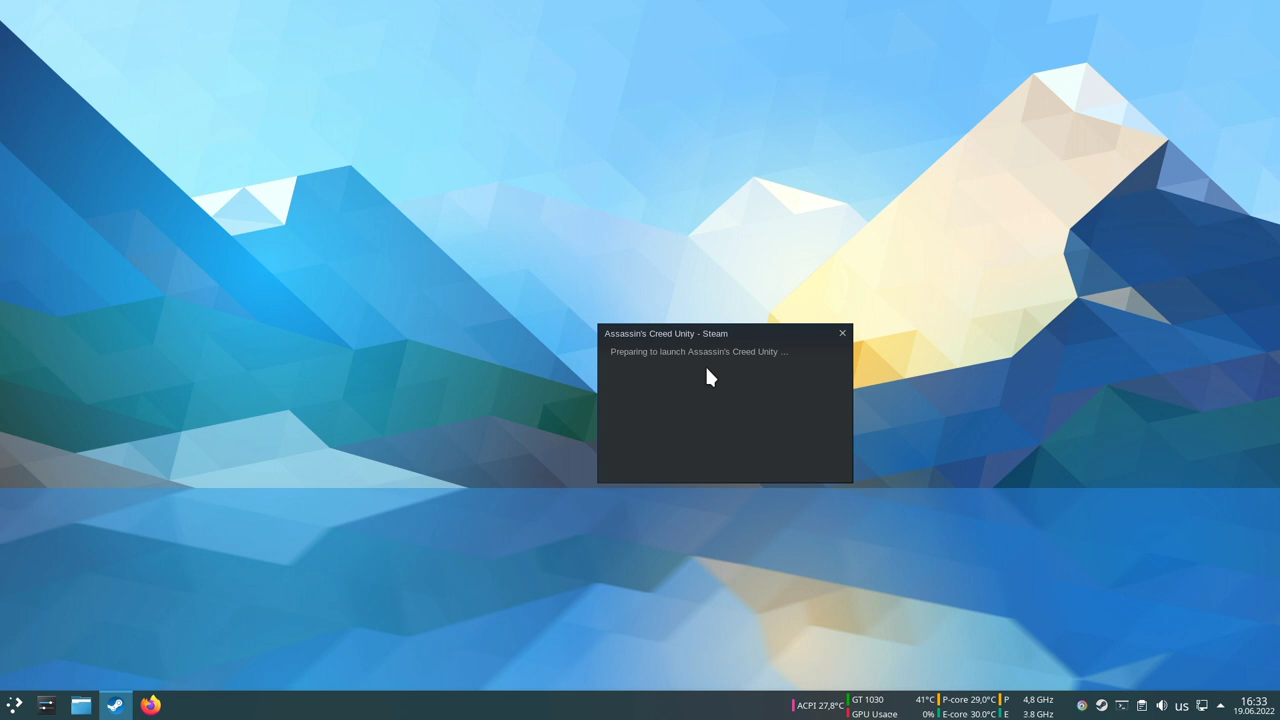 Assassin's Creed Unity - Steam
Preparing to launch Assassin's Creed Unity ...
ACPI 27,8°C
GT 1030 41°C
GPU Usage 0%
P-core 29,0°C
E-core 30.0°C
P 4,8 GHz
E 3.8 GHz
us
16:33
19.06.2022